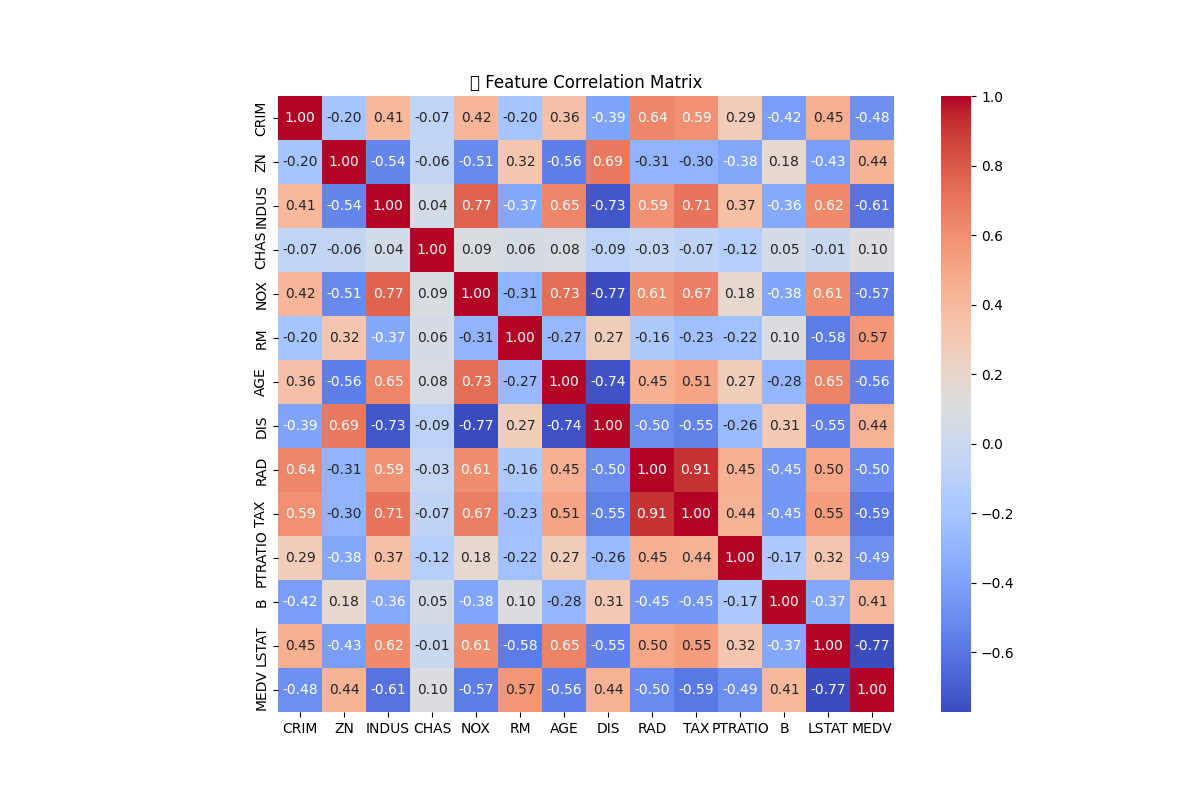 Feature Correlation Matrix
CRIM 1.00 -0.20 0.41 -0.07 0.42 -0.20 0.36 -0.39 0.64 0.59 0.29 -0.42 0.45 -0.48
ZN -0.20 1.00 -0.54 -0.06 -0.51 0.32 -0.56 0.69 -0.31 -0.30 -0.38 0.18 -0.43 0.44
INDUS 0.41 -0.54 1.00 0.04 0.77 -0.37 0.65 -0.73 0.59 0.71 0.37 -0.36 0.62 -0.61
CHAS -0.07 -0.06 0.04 1.00 0.09 0.06 0.08 -0.09 -0.03 -0.07 -0.12 0.05 -0.01 0.10
NOX 0.42 -0.51 0.77 0.09 1.00 -0.31 0.73 -0.77 0.61 0.67 0.18 -0.38 0.61 -0.57
RM -0.20 0.32 -0.37 0.06 -0.31 1.00 -0.27 0.27 -0.16 -0.23 -0.22 0.10 -0.58 0.57
AGE 0.36 -0.56 0.65 0.08 0.73 -0.27 1.00 -0.74 0.45 0.51 0.27 -0.28 0.65 -0.56
DIS -0.39 0.69 -0.73 -0.09 -0.77 0.27 -0.74 1.00 -0.50 -0.55 -0.26 0.31 -0.55 0.44
RAD 0.64 -0.31 0.59 -0.03 0.61 -0.16 0.45 -0.50 1.00 0.91 0.45 -0.45 0.50 -0.50
TAX 0.59 -0.30 0.71 -0.07 0.67 -0.23 0.51 -0.55 0.91 1.00 0.44 -0.45 0.55 -0.59
PTRATIO 0.29 -0.38 0.37 -0.12 0.18 -0.22 0.27 -0.26 0.45 0.44 1.00 -0.17 0.32 -0.49
B -0.42 0.18 -0.36 0.05 -0.38 0.10 -0.28 0.31 -0.45 -0.45 -0.17 1.00 -0.37 0.41
LSTAT 0.45 -0.43 0.62 -0.01 0.61 -0.58 0.65 -0.55 0.50 0.55 0.32 -0.37 1.00 -0.77
MEDV -0.48 0.44 -0.61 0.10 -0.57 0.57 -0.56 0.44 -0.50 -0.59 -0.49 0.41 -0.77 1.00
CRIM ZN INDUS CHAS NOX RM AGE DIS RAD TAX PTRATIO B LSTAT MEDV
1.0
0.8
0.6
0.4
0.2
0.0
−0.2
−0.4
−0.6